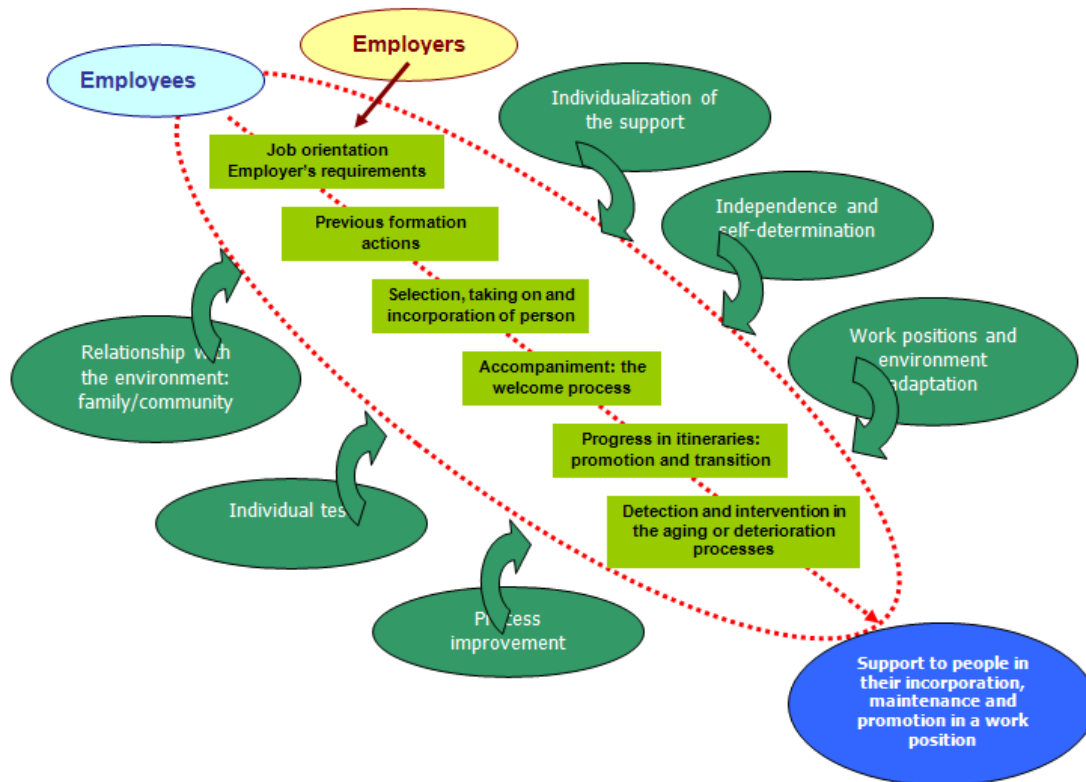 Employers
Employees
Individualization of
the support
Job orientation
Employer's requirements
Independence and
self-determination
Previous formation
actions
Selection, taking on and
incorporation of person
Relationship with
the environment:
family/community
Accompaniment: the
welcome process
Work positions and
environment
adaptation
Progress in itineraries:
promotion and transition
Individual tes
Detection and intervention in
the aging or deterioration
processes
Process
improvement
Support to people in
their incorporation,
maintenance and
promotion in a work
position